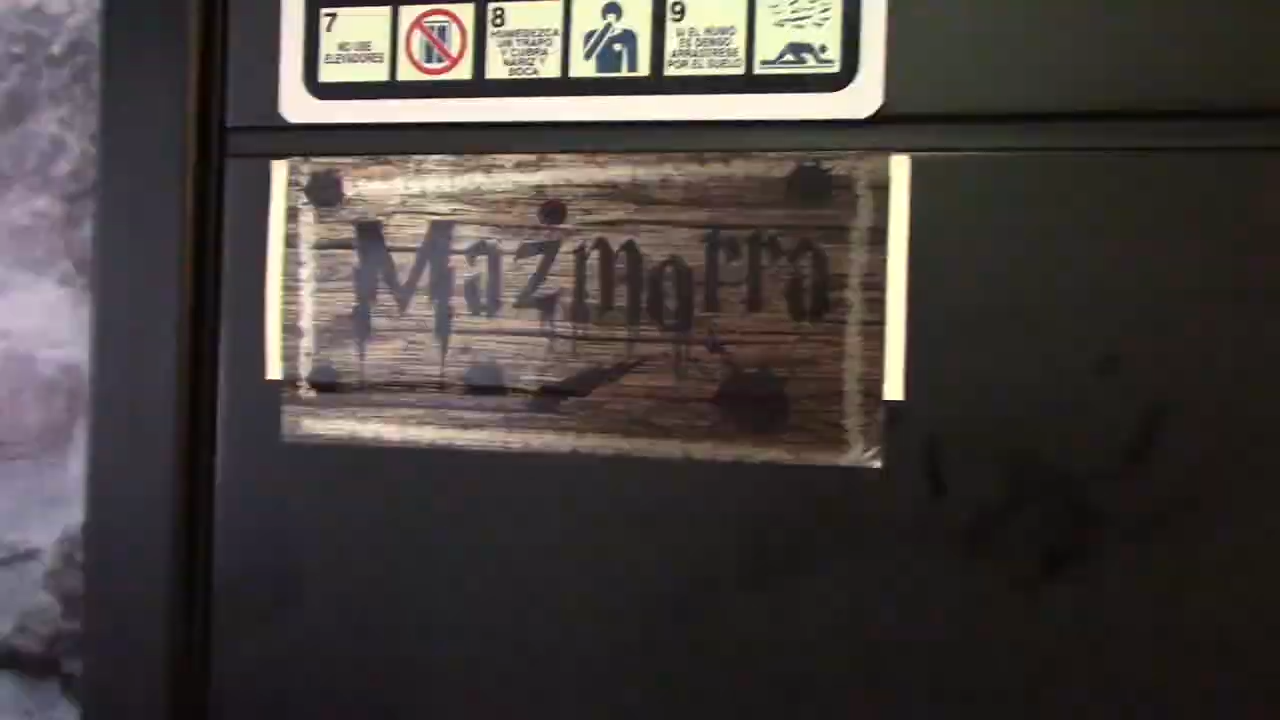 7
NO USE
ELEVADORES
8
HUMEDEZCA
UN TRAPO
Y CUBRA
NARIZ Y
BOCA
9
SI EL HUMO
ES DENSO
ARRASTRESE
POR EL SUELO
Mazmorra